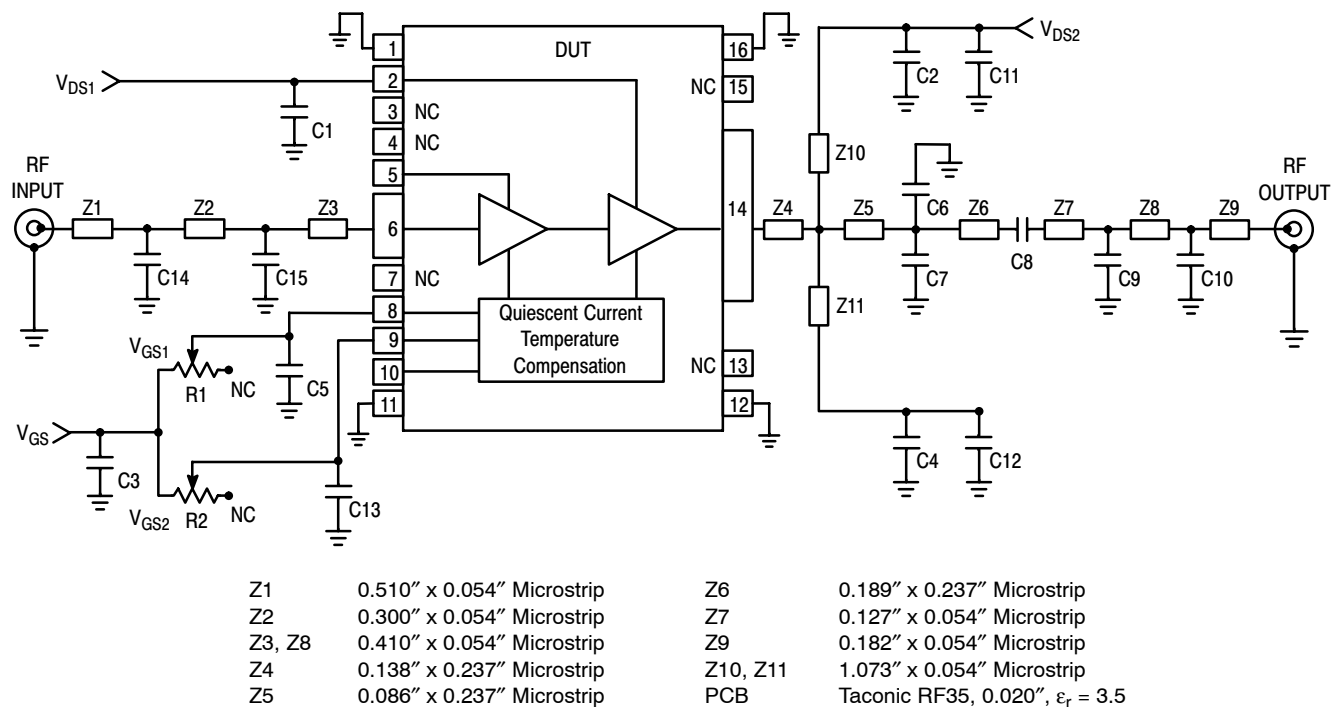 1
DUT
16
V_DS2
V_DS1
2
NC
15
C2
C11
3
NC
C1
4
NC
RF
INPUT
5
Z10
RF
OUTPUT
Z1
Z2
Z3
6
14
Z4
Z5
C6
Z6
Z7
Z8
Z9
C14
C15
7
NC
C7
C8
C9
C10
8
Quiescent Current
Z11
V_GS1
9
Temperature
R1
NC
C5
10
Compensation
NC
13
11
12
V_GS
C3
C4
C12
V_GS2
R2
NC
C13
Z1 0.510″ x 0.054″ Microstrip Z6 0.189″ x 0.237″ Microstrip
Z2 0.300″ x 0.054″ Microstrip Z7 0.127″ x 0.054″ Microstrip
Z3, Z8 0.410″ x 0.054″ Microstrip Z9 0.182″ x 0.054″ Microstrip
Z4 0.138″ x 0.237″ Microstrip Z10, Z11 1.073″ x 0.054″ Microstrip
Z5 0.086″ x 0.237″ Microstrip PCB Taconic RF35, 0.020″, εr = 3.5